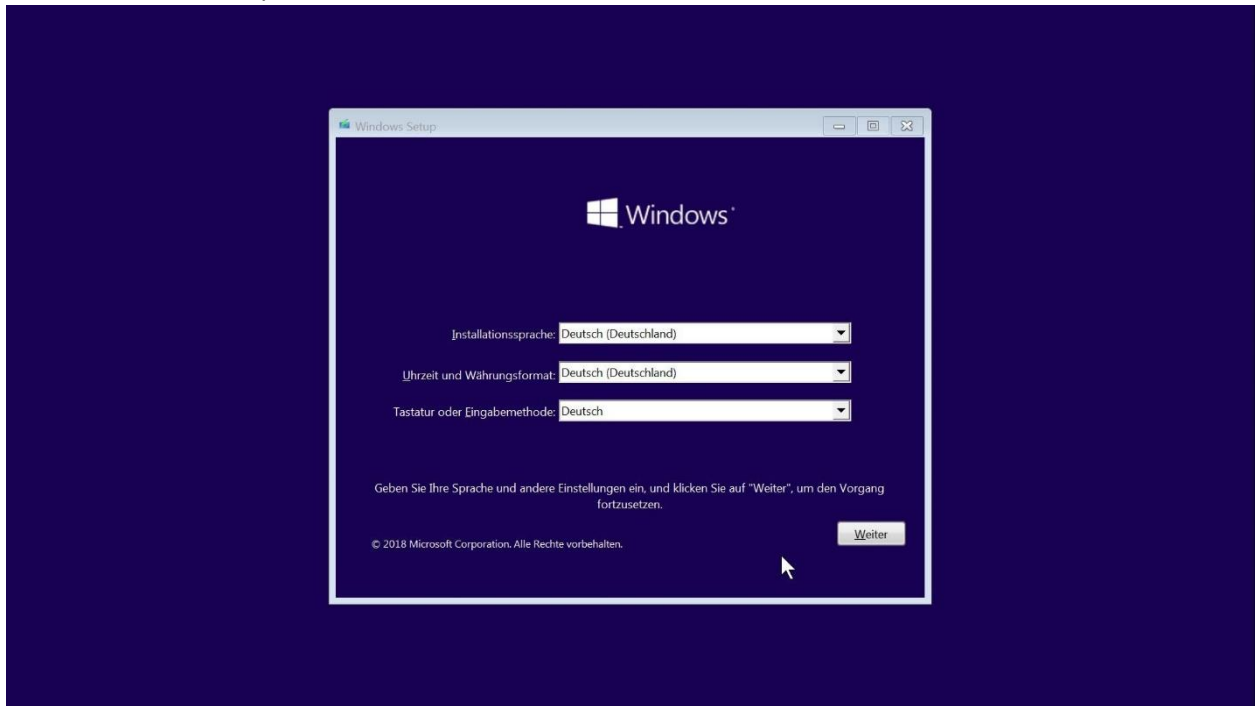 Windows Setup
Windows
Installationssprache: Deutsch (Deutschland)
Uhrzeit und Währungsformat: Deutsch (Deutschland)
Tastatur oder Eingabemethode: Deutsch
Geben Sie Ihre Sprache und andere Einstellungen ein, und klicken Sie auf "Weiter", um den Vorgang
fortzusetzen.
Weiter
© 2018 Microsoft Corporation. Alle Rechte vorbehalten.